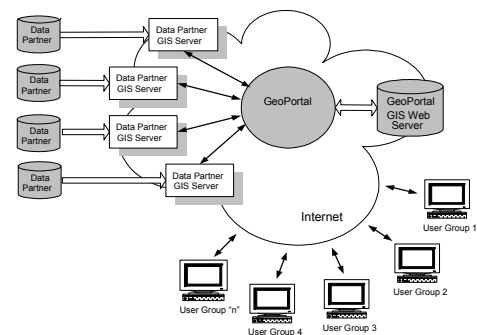 Data
Partner
Data Partner
GIS Server
Data
Partner
Data Partner
GIS Server
Data
Partner
Data Partner
GIS Server
Data
Partner
Data Partner
GIS Server
GeoPortal
GeoPortal
GIS Web
Server
Internet
User Group 1
User Group 2
User Group 3
User Group 4
User Group "n"